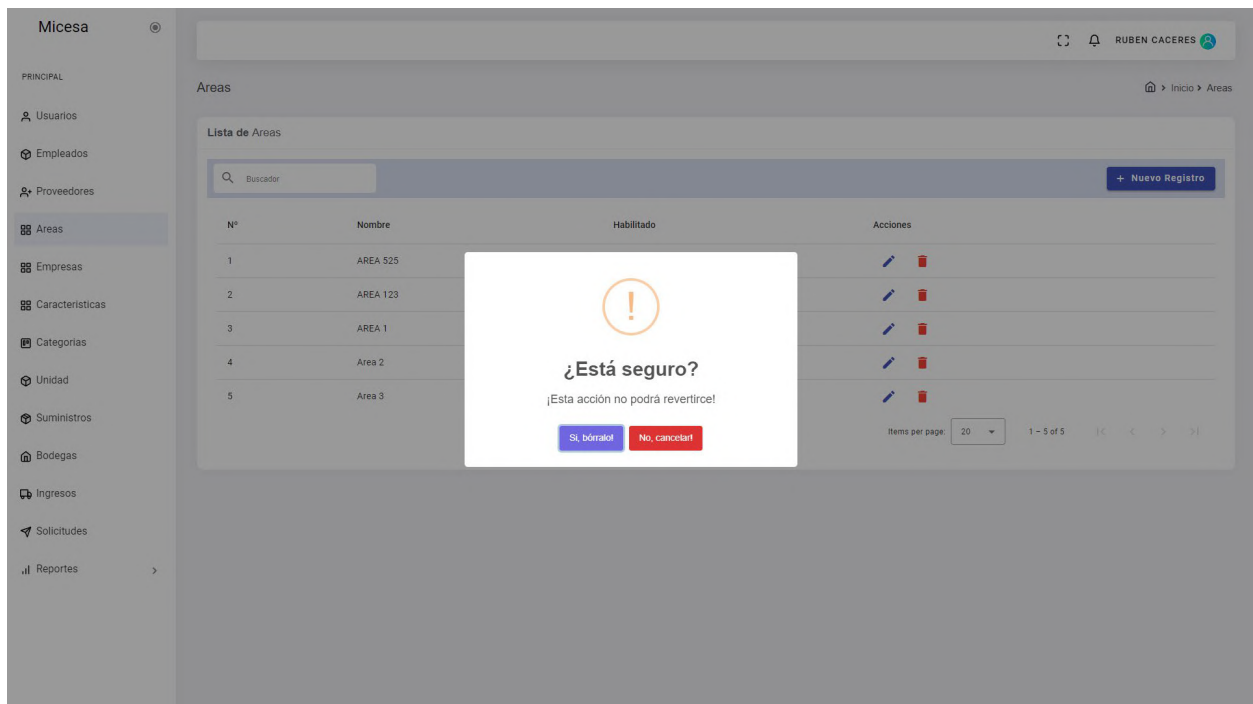 Micesa
RUBEN CACERES
PRINCIPAL
Areas
Inicio > Areas
Usuarios
Empleados
Proveedores
Areas
Empresas
Características
Categorias
Unidad
Suministros
Bodegas
Ingresos
Solicitudes
Reportes
Lista de Areas
Buscador
+ Nuevo Registro
Nº Nombre Habilitado Acciones
1 AREA 525
2 AREA 123
3 AREA 1
4 Area 2
5 Area 3
Items per page: 20 1 – 5 of 5
!
¿Está seguro?
¡Esta acción no podrá revertirce!
Si, bórralo!
No, cancelar!